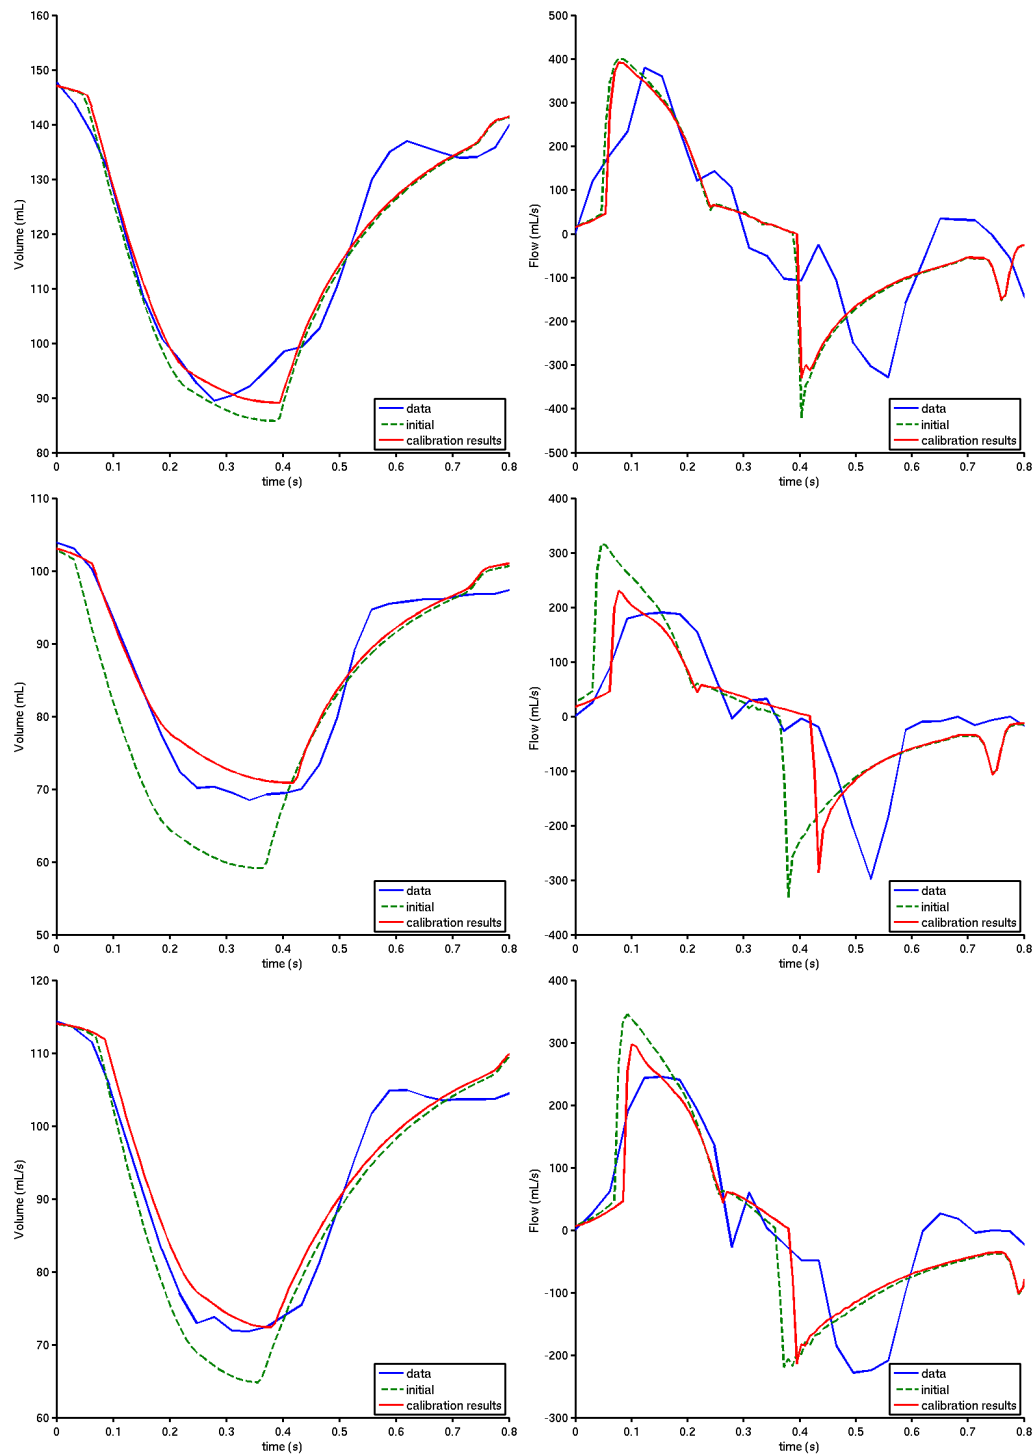 160
150
140
130
120
110
100
90
80
Volume (mL)
0 0.1 0.2 0.3 0.4 0.5 0.6 0.7 0.8
time (s)
data
initial
calibration results
500
400
300
200
100
0
-100
-200
-300
-400
-500
Flow (mL/s)
0 0.1 0.2 0.3 0.4 0.5 0.6 0.7 0.8
time (s)
data
initial
calibration results
110
100
90
80
70
60
50
Volume (mL)
0 0.1 0.2 0.3 0.4 0.5 0.6 0.7 0.8
time (s)
data
initial
calibration results
400
300
200
100
0
-100
-200
-300
-400
Flow (mL/s)
0 0.1 0.2 0.3 0.4 0.5 0.6 0.7 0.8
time (s)
data
initial
calibration results
120
110
100
90
80
70
60
Volume (mL/s)
0 0.1 0.2 0.3 0.4 0.5 0.6 0.7 0.8
time (s)
data
initial
calibration results
400
300
200
100
0
-100
-200
-300
Flow (mL/s)
0 0.1 0.2 0.3 0.4 0.5 0.6 0.7 0.8
time (s)
data
initial
calibration results